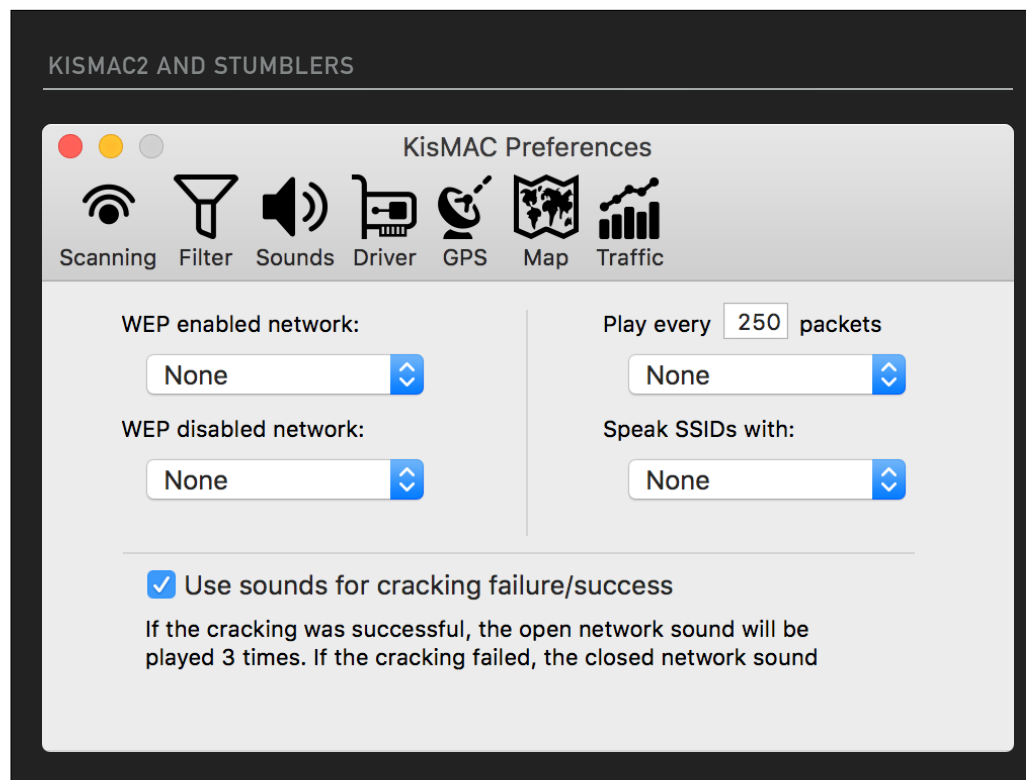 KISMAC2 AND STUMBLERS
KisMAC Preferences
Scanning Filter Sounds Driver GPS Map Traffic
WEP enabled network:
None
WEP disabled network:
None
Play every 250 packets
None
Speak SSIDs with:
None
Use sounds for cracking failure/success
If the cracking was successful, the open network sound will be
played 3 times. If the cracking failed, the closed network sound